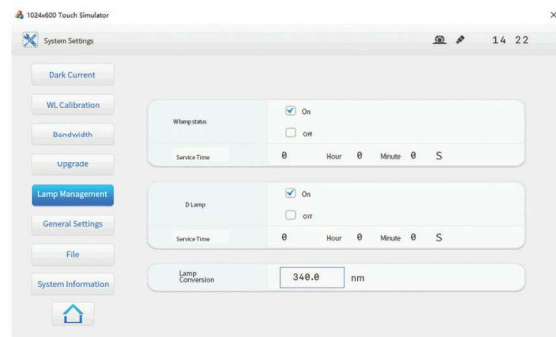 1024x600 Touch Simulator
System Settings
14 22
Dark Current
WL Calibration
Bandwidth
Upgrade
Lamp Management
General Settings
File
System Information
Wlamp status
On
Off
Service Time
0 Hour 0 Minute 0 S
D Lamp
On
Off
Service Time
0 Hour 0 Minute 0 S
Lamp
Conversion
340.0 nm